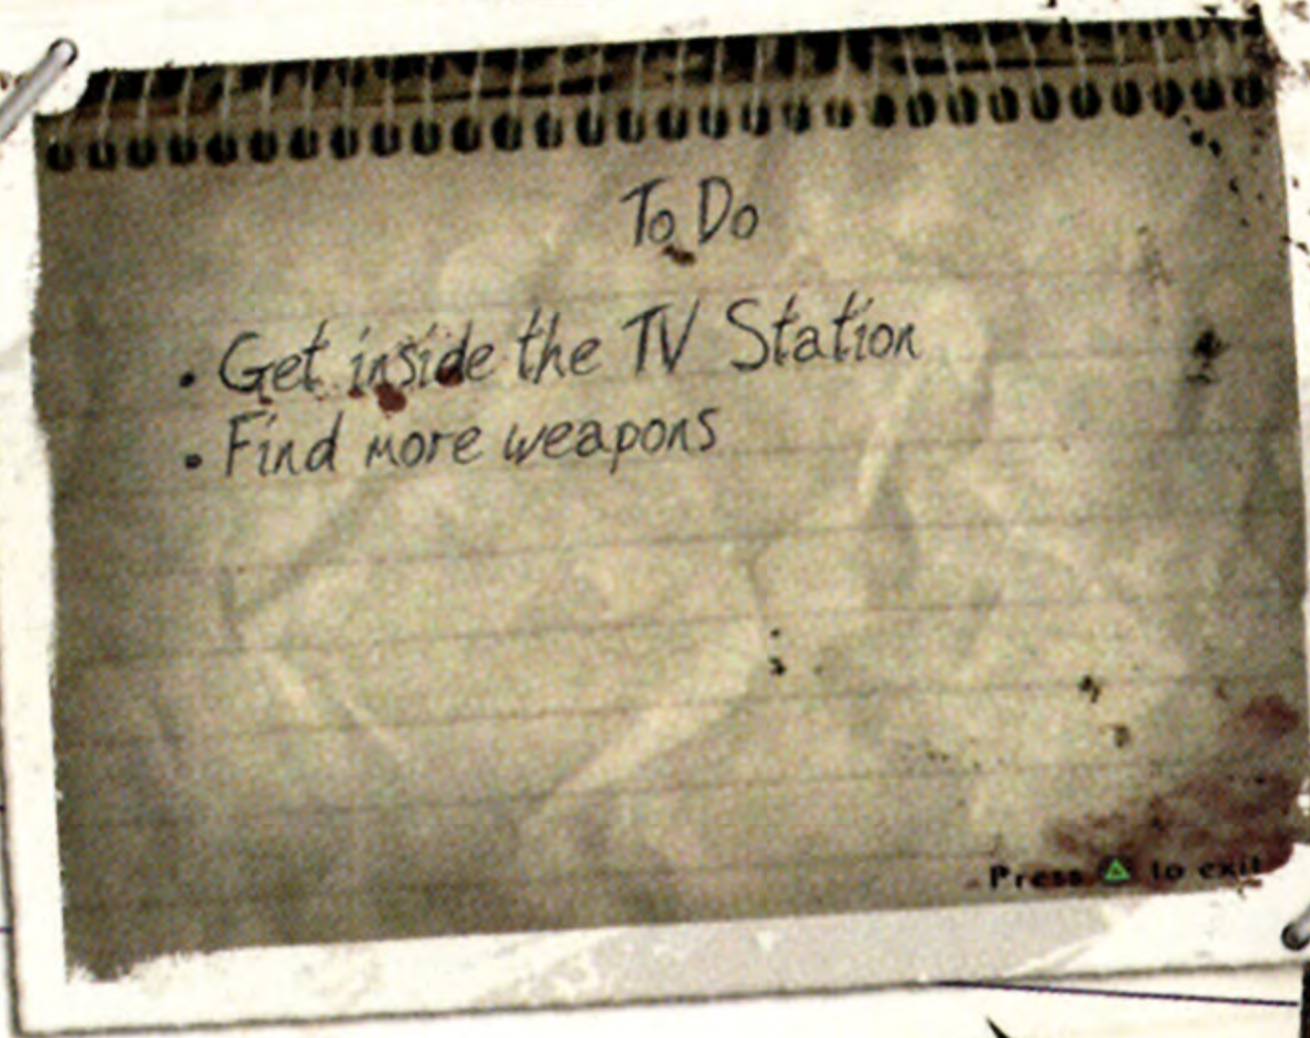 To Do
• Get inside the TV Station
• Find more weapons
Press △ to exit